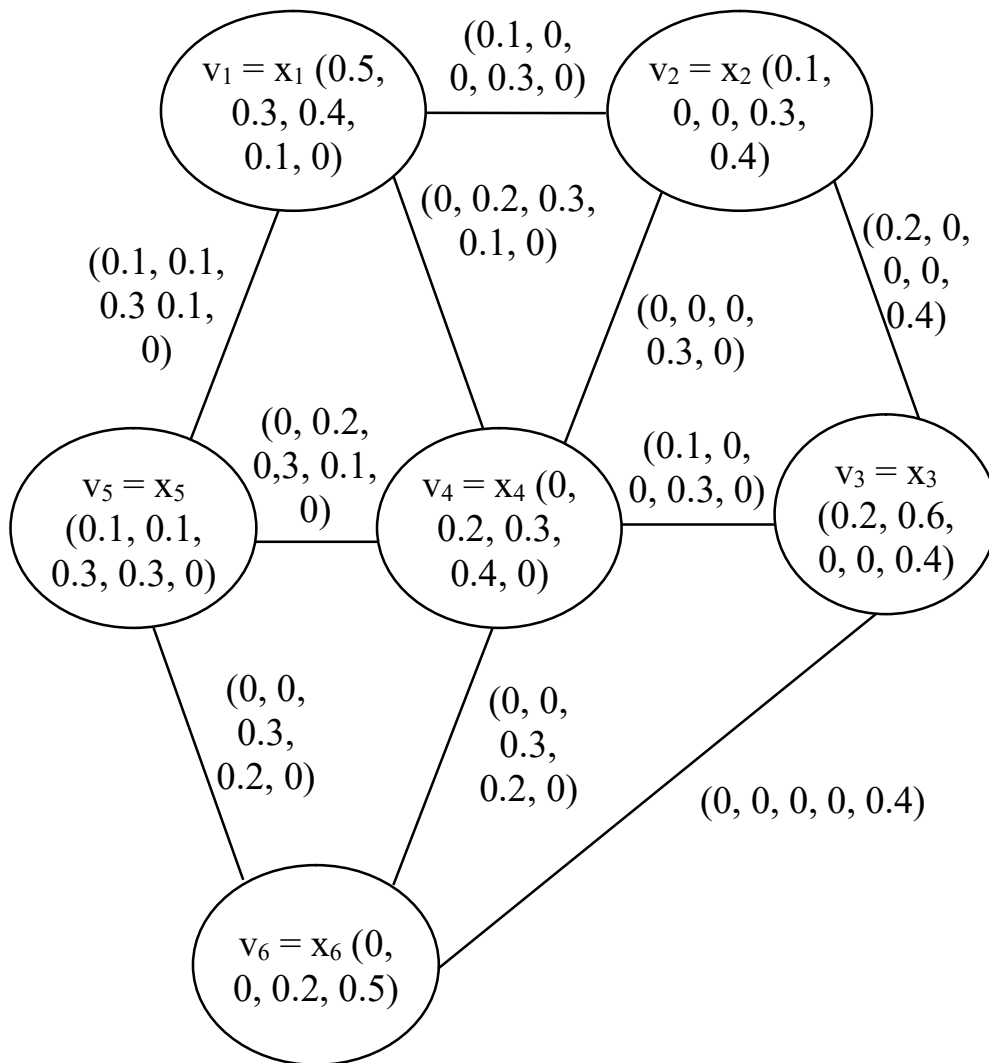 (0.1, 0,
0, 0.3, 0)
v₁ = x₁ (0.5,
0.3, 0.4,
0.1, 0)
v₂ = x₂ (0.1,
0, 0, 0.3,
0.4)
(0, 0.2, 0.3,
0.1, 0)
(0.2, 0,
0, 0,
0.4)
(0.1, 0.1,
0.3 0.1,
0)
(0, 0, 0,
0.3, 0)
(0, 0.2,
0,3, 0.1,
0)
(0.1, 0,
0, 0.3, 0)
v₅ = x₅
(0.1, 0.1,
0.3, 0.3, 0)
v₄ = x₄ (0,
0.2, 0.3,
0.4, 0)
v₃ = x₃
(0.2, 0.6,
0, 0, 0.4)
(0, 0,
0.3,
0.2, 0)
(0, 0,
0.3,
0.2, 0)
(0, 0, 0, 0, 0.4)
v₆ = x₆ (0,
0, 0.2, 0.5)